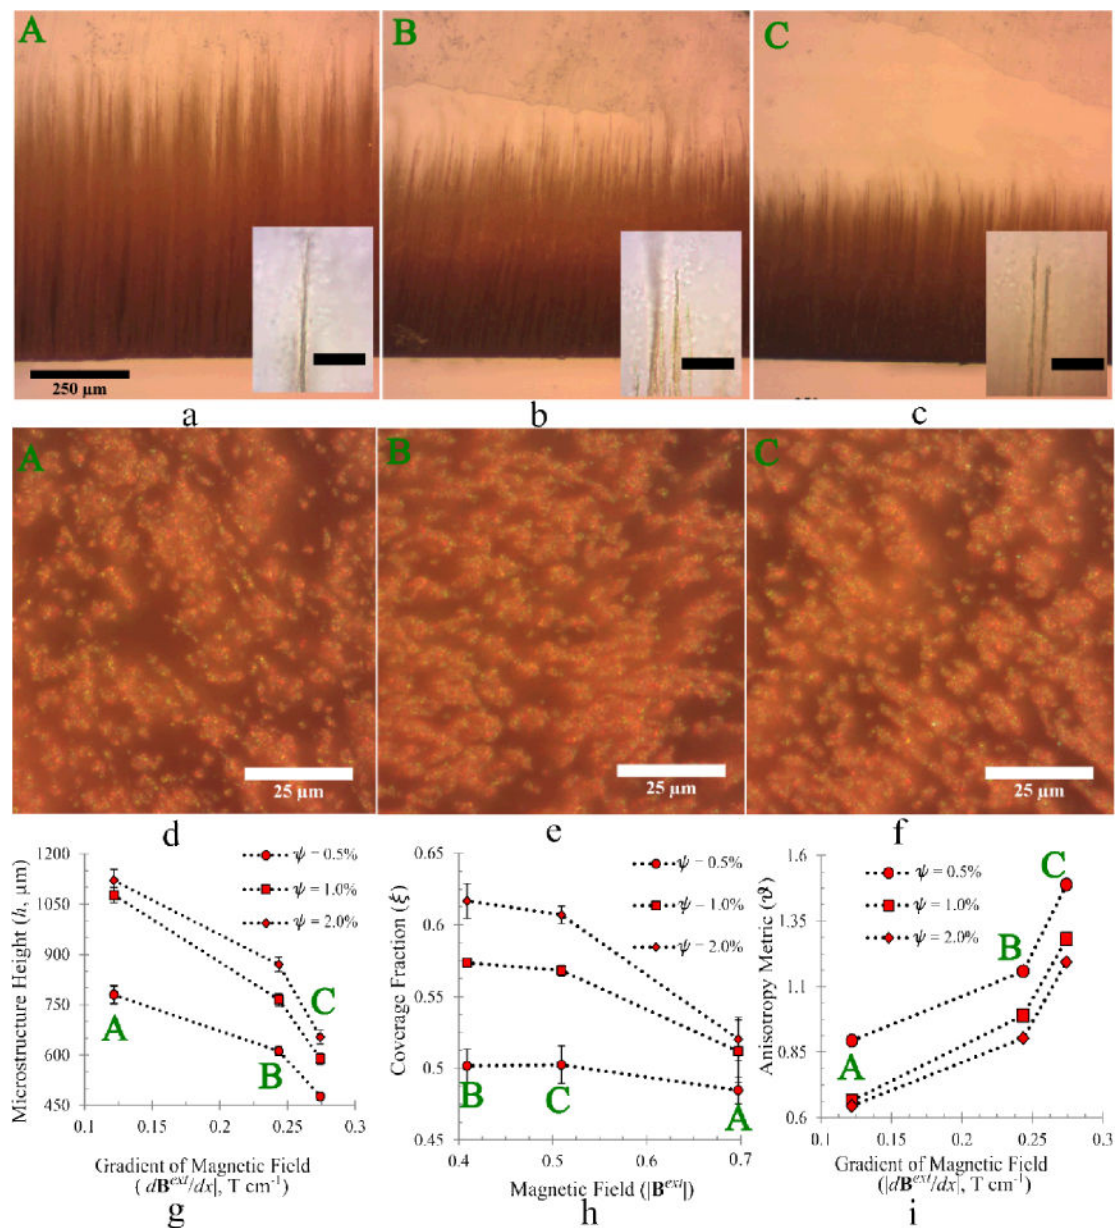 A
B
C
250 µm
a
b
c
A
B
C
25 µm
25 µm
25 µm
d
e
f
1200
1050
900
750
600
450
0.1
0.15
0.2
0.25
0.3
Microstructure Height (h, µm)
ψ = 0.5%
ψ = 1.0%
ψ = 2.0%
A
B
C
Gradient of Magnetic Field
( dB^ext/dx|, T cm⁻¹)
g
0.65
0.6
0.55
0.5
0.45
0.4
0.5
0.6
0.7
Coverage Fraction (ξ)
ψ = 0.5%
ψ – 1.0%
ψ = 2.0%
B
C
A
Magnetic Field (|B^ext|)
h
1.6
1.35
1.1
0.85
0.6
0.1
0.15
0.2
0.25
0.3
Anisotropy Metric (ϑ)
ψ = 0.5%
ψ = 1.0%
ψ = 2.0%
A
B
C
Gradient of Magnetic Field
(|dB^ext/dx|, T cm⁻¹)
i